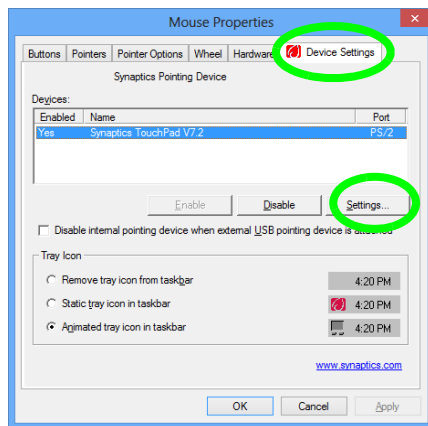 Mouse Properties
Buttons Pointers Pointer Options Wheel Hardware Device Settings
Synaptics Pointing Device
Devices:
Enabled Name Port
Yes Synaptics TouchPad V7.2 PS/2
Enable Disable Settings...
Disable internal pointing device when external USB pointing device is attached
Tray Icon
Remove tray icon from taskbar 4:20 PM
Static tray icon in taskbar 4:20 PM
Animated tray icon in taskbar 4:20 PM
www.synaptics.com
OK Cancel Apply